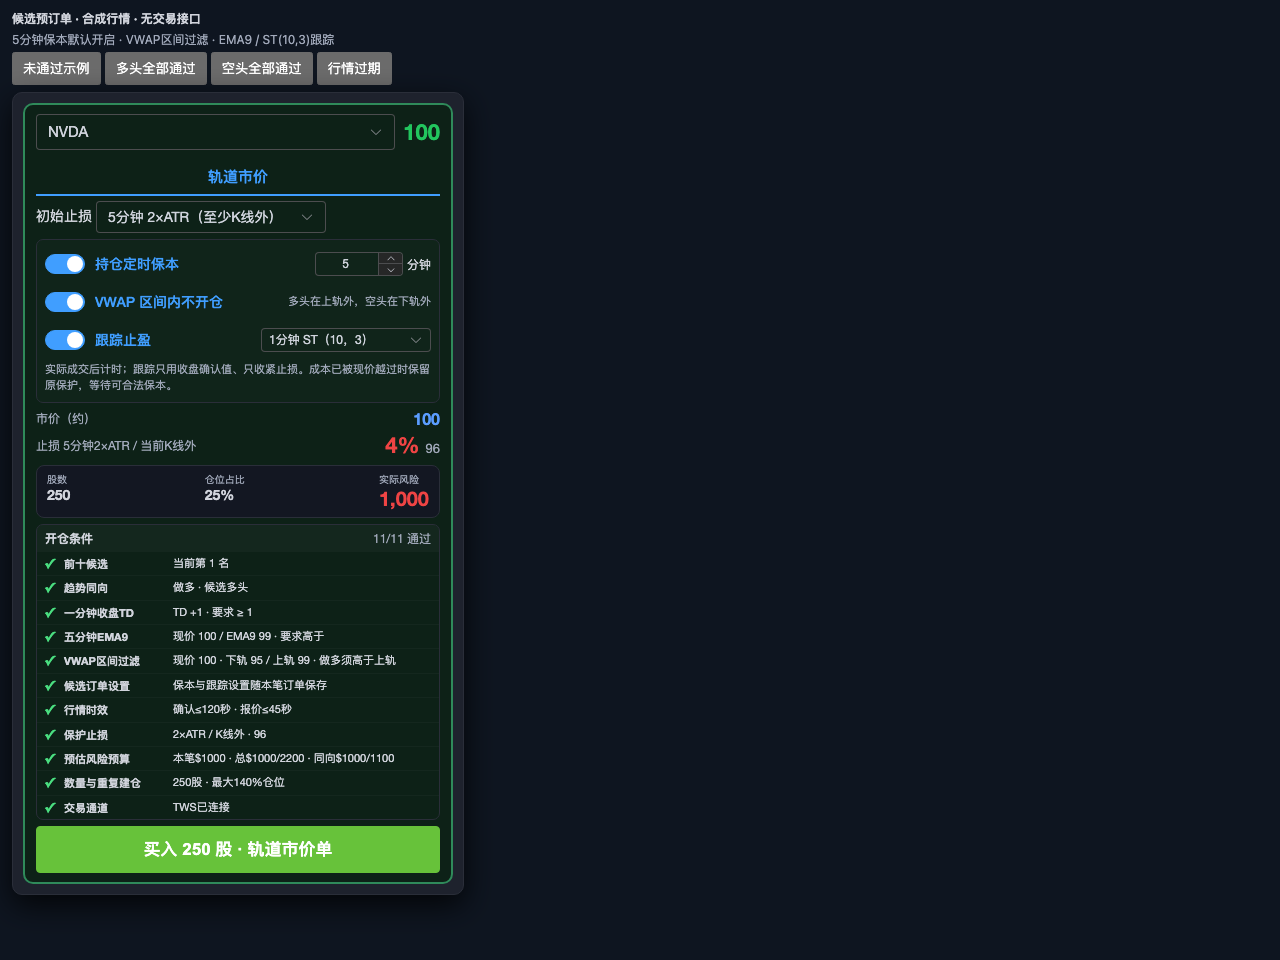 候选预订单 · 合成行情 · 无交易接口
5分钟保本默认开启 · VWAP区间过滤 · EMA9 / ST(10,3)跟踪
未通过示例 多头全部通过 空头全部通过 行情过期
NVDA 100
轨道市价
初始止损 5分钟 2×ATR（至少K线外）
持仓定时保本 5 分钟
VWAP 区间内不开仓 多头在上轨外，空头在下轨外
跟踪止盈 1分钟 ST（10，3）
实际成交后计时；跟踪只用收盘确认值、只收紧止损。成本已被现价越过时保留
原保护，等待可合法保本。
市价（约） 100
止损 5分钟2×ATR / 当前K线外 4% 96
股数 仓位占比 实际风险
250 25% 1,000
开仓条件 11/11 通过
前十候选 当前第 1 名
趋势同向 做多 · 候选多头
一分钟收盘TD TD +1 · 要求 ≥ 1
五分钟EMA9 现价 100 / EMA9 99 · 要求高于
VWAP区间过滤 现价 100 · 下轨 95 / 上轨 99 · 做多须高于上轨
候选订单设置 保本与跟踪设置随本笔订单保存
行情时效 确认≤120秒 · 报价≤45秒
保护止损 2×ATR / K线外 · 96
预估风险预算 本笔$1000 · 总$1000/2200 · 同向$1000/1100
数量与重复建仓 250股 · 最大140%仓位
交易通道 TWS已连接
买入 250 股 · 轨道市价单